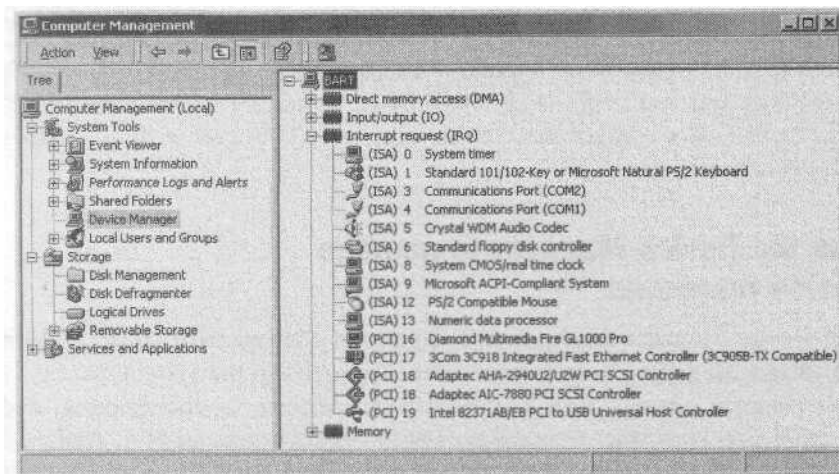 Computer Management
Action View
Tree
Computer Management (Local)
System Tools
Event Viewer
System Information
Performance Logs and Alerts
Shared Folders
Device Manager
Local Users and Groups
Storage
Disk Management
Disk Defragmenter
Logical Drives
Removable Storage
Services and Applications
BART
Direct memory access (DMA)
Input/output (IO)
Interrupt request (IRQ)
(ISA) 0 System timer
(ISA) 1 Standard 101/102-Key or Microsoft Natural PS/2 Keyboard
(ISA) 3 Communications Port (COM2)
(ISA) 4 Communications Port (COM1)
(ISA) 5 Crystal WDM Audio Codec
(ISA) 6 Standard floppy disk controller
(ISA) 8 System CMOS/real time clock
(ISA) 9 Microsoft ACPI-Compliant System
(ISA) 12 PS/2 Compatible Mouse
(ISA) 13 Numeric data processor
(PCI) 16 Diamond Multimedia Fire GL1000 Pro
(PCI) 17 3Com 3C918 Integrated Fast Ethernet Controller (3C905B-TX Compatible)
(PCI) 18 Adaptec AHA-2940U2/U2W PCI SCSI Controller
(PCI) 18 Adaptec AIC-7880 PCI SCSI Controller
(PCI) 19 Intel 82371AB/EB PCI to USB Universal Host Controller
Memory